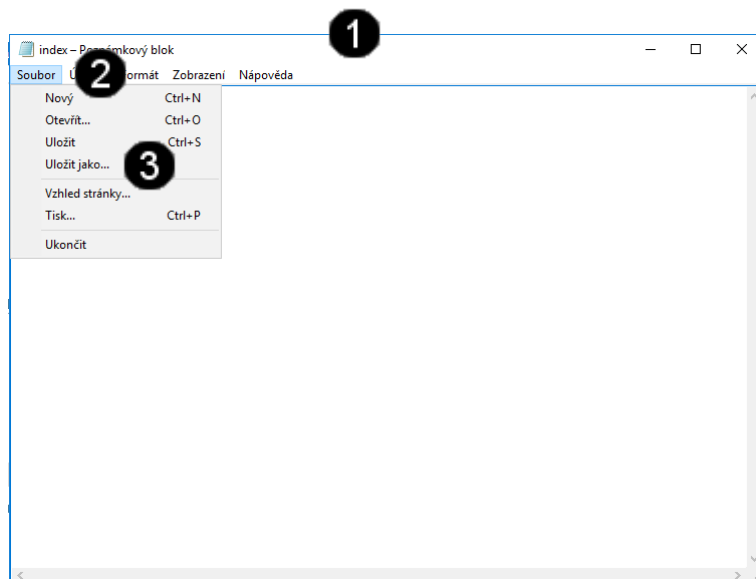 1
index – Poznámkový blok
Soubor 2 Formát Zobrazení Nápověda
Nový Ctrl+N
Otevřít... Ctrl+O
Uložit Ctrl+S
Uložit jako... 3
Vzhled stránky...
Tisk... Ctrl+P
Ukončit